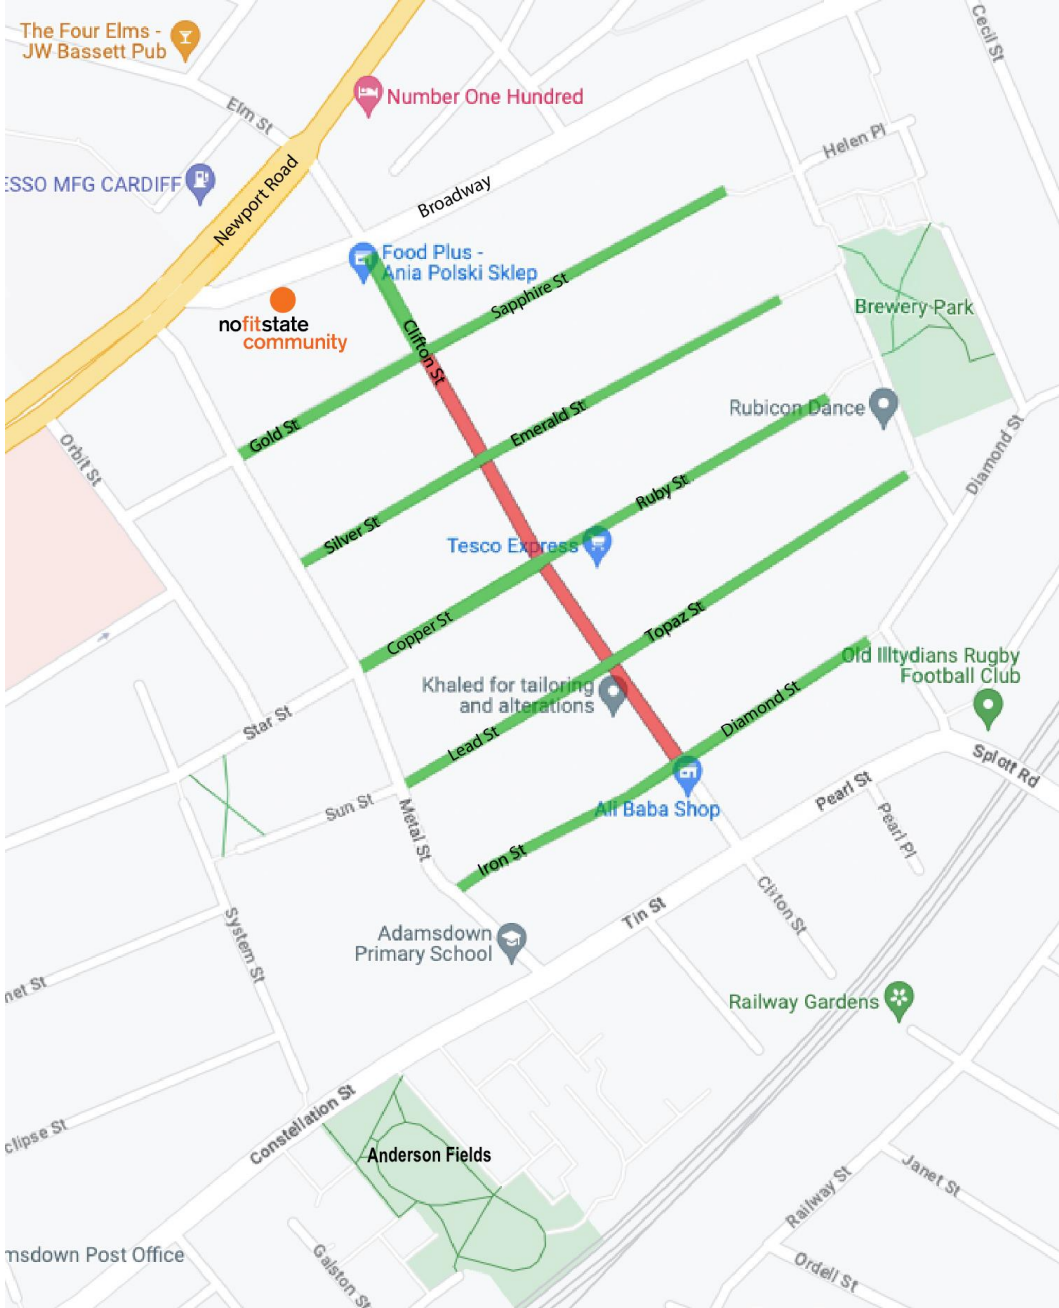 The Four Elms -
JW Bassett Pub
Cecil St
Number One Hundred
Elm St
Helen Pl
ESSO MFG CARDIFF
Newport Road
Broadway
Food Plus -
Ania Polski Sklep
Sapphire St
nofitstate
community
Clifton St
Brewery Park
Gold St
Emerald St
Rubicon Dance
Orbit St
Diamond St
Silver St
Ruby St
Tesco Express
Copper St
Topaz St
Old Illtydians Rugby
Football Club
Khaled for tailoring
and alterations
Star St
Lead St
Diamond St
Splott Rd
Sun St
Metal St
Ali Baba Shop
Pearl St
Pearl Pl
Iron St
Clifton St
Tin St
System St
Adamsdown
Primary School
net St
Railway Gardens
Constellation St
clipse St
Anderson Fields
Railway St
Janet St
msdown Post Office
Galston St
Ordell St